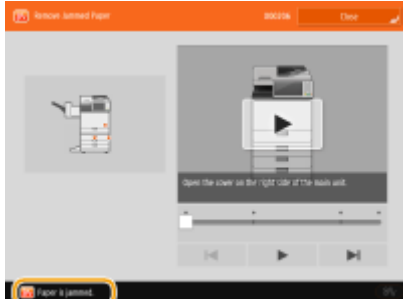 Remove Jammed Paper
Close
Open the cover on the right side of the main unit.
Paper is jammed.